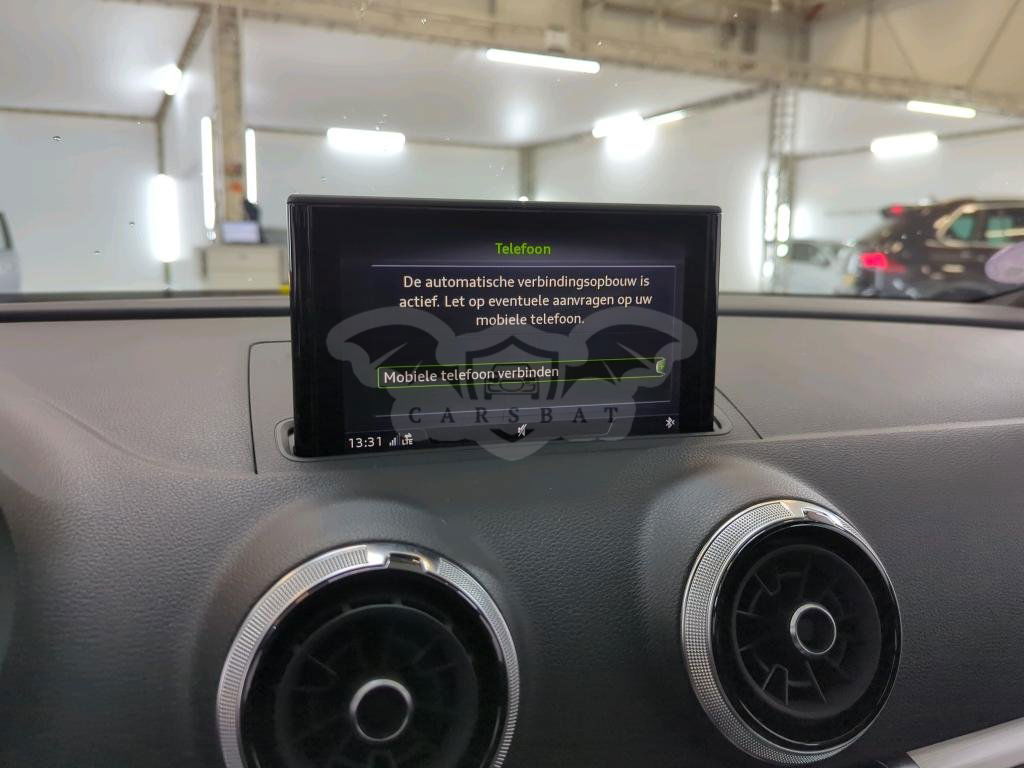 Telefoon
De automatische verbindingsopbouw is
actief. Let op eventuele aanvragen op uw
mobiele telefoon.
Mobiele telefoon verbinden
CARSBAT
13:31 LTE